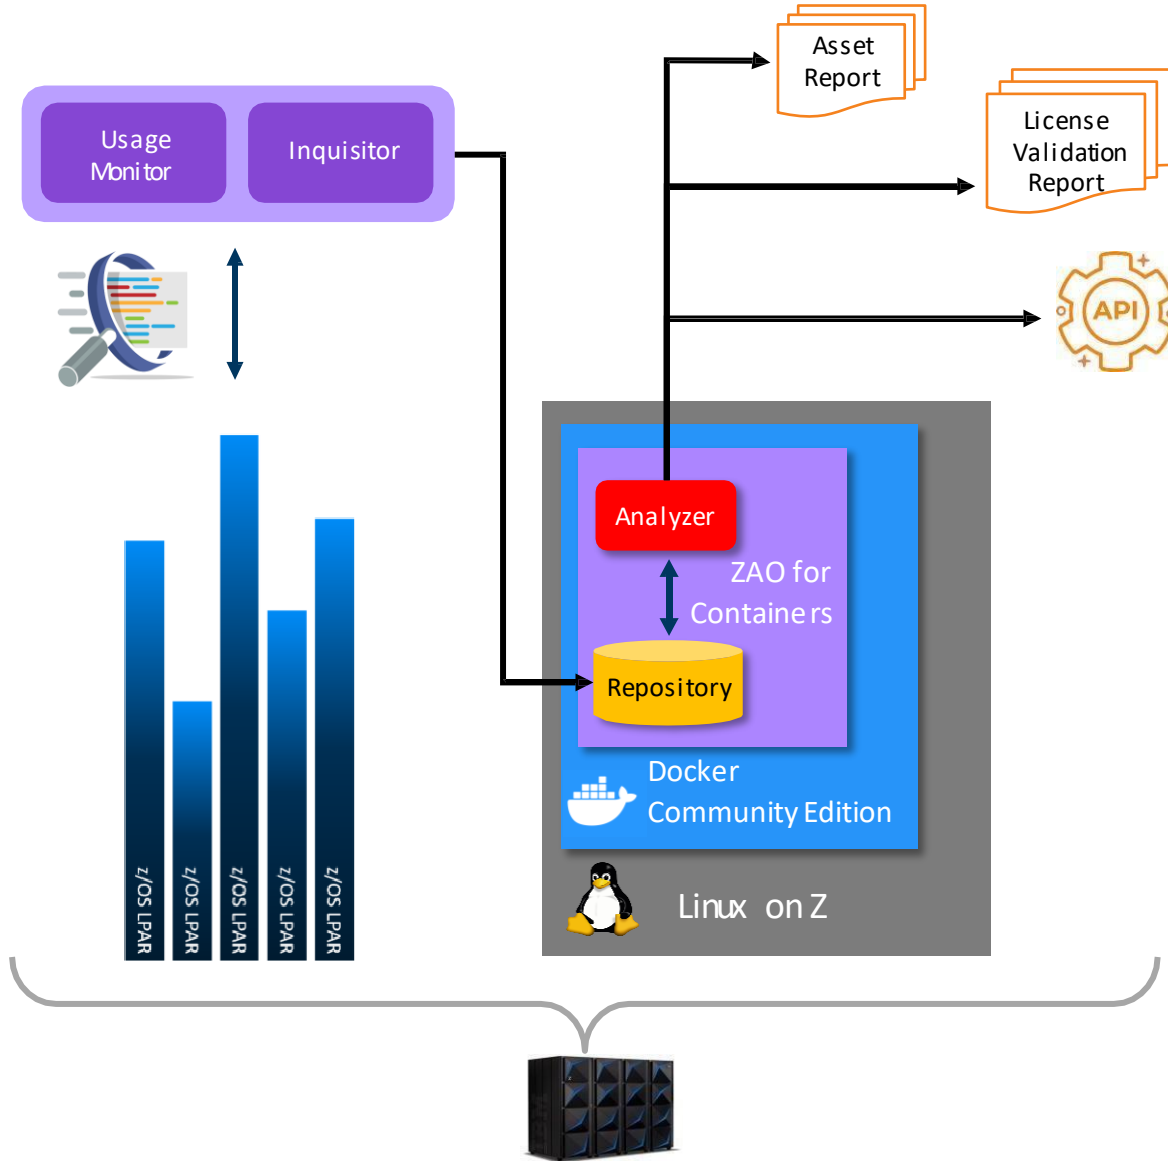 Asset
Report
License
Validation
Report
Usage
Monitor
Inquisitor
API
Analyzer
ZAO for
Containers
Repository
Docker
Community Edition
Linux on Z
z/OS LPAR
z/OS LPAR
z/OS LPAR
z/OS LPAR
z/OS LPAR